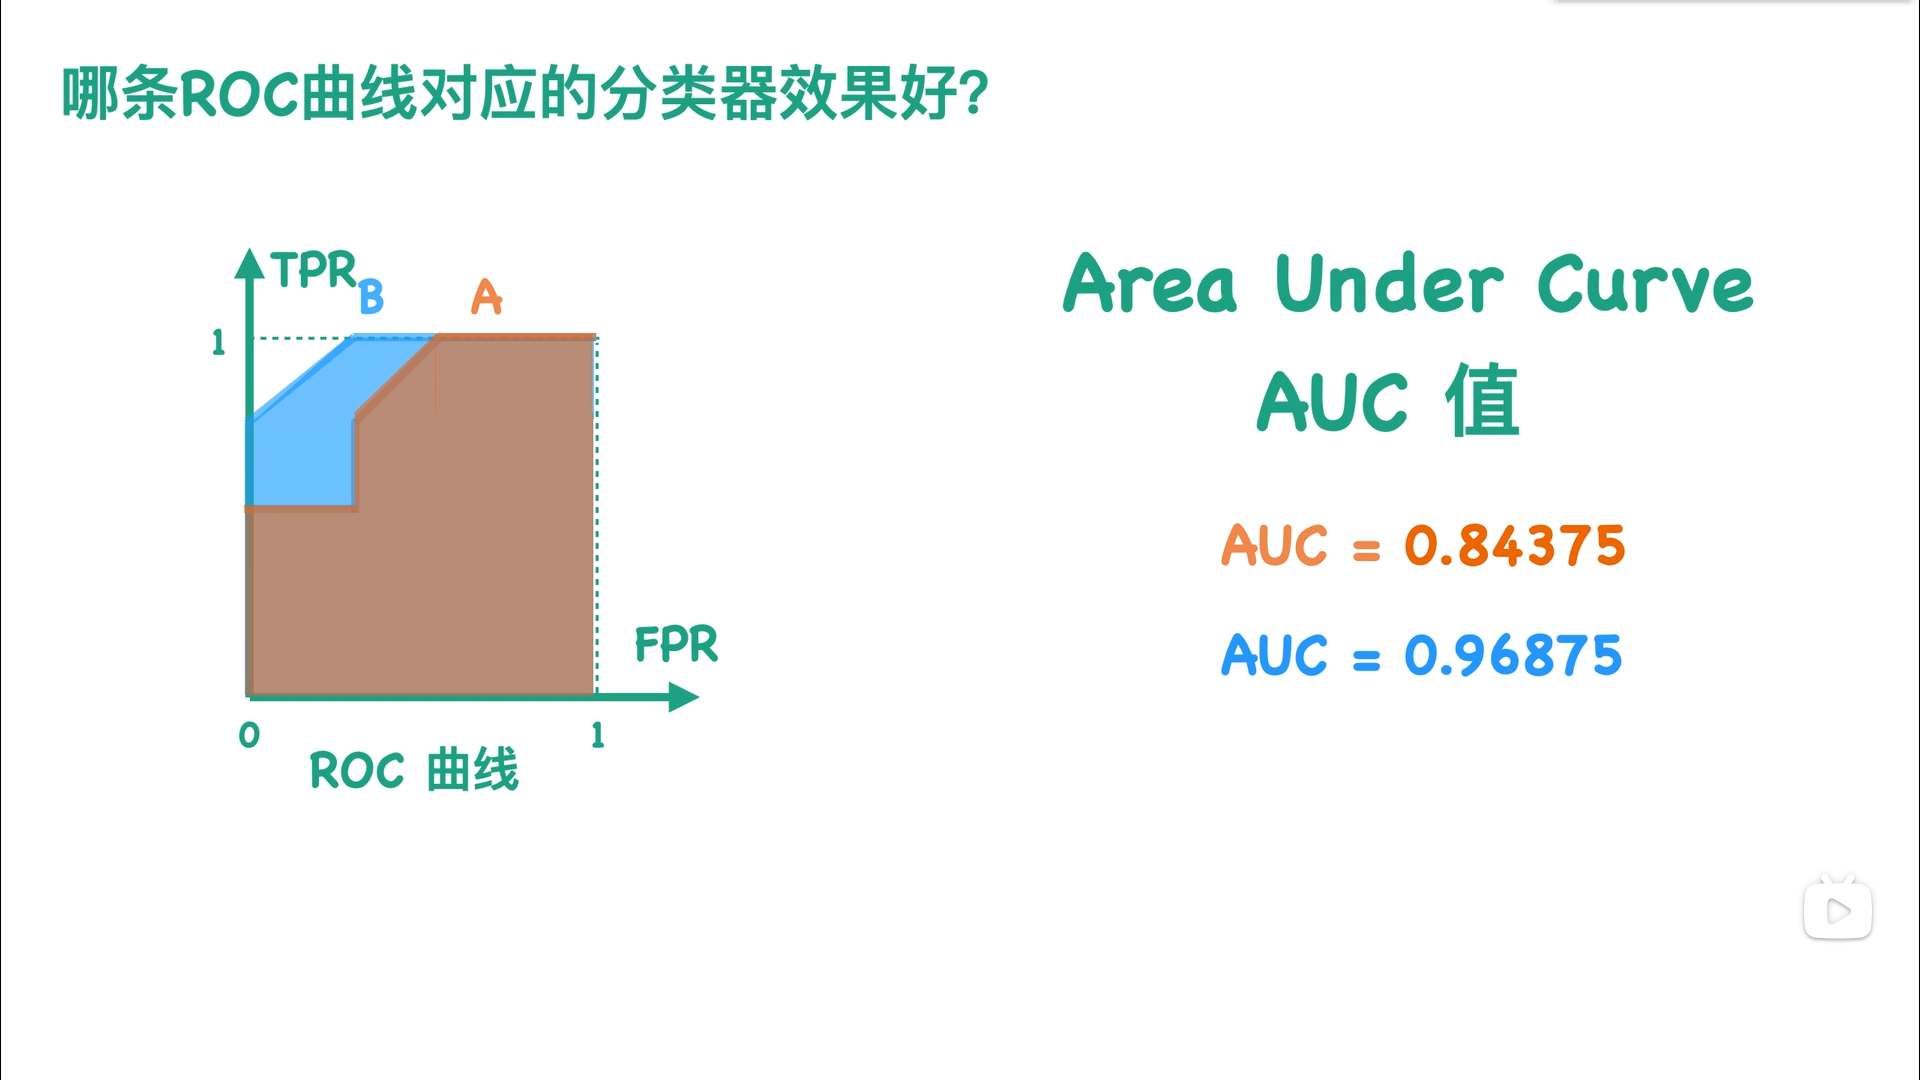 哪条ROC曲线对应的分类器效果好?
TPR
B
A
1
FPR
0
1
ROC 曲线
Area Under Curve
AUC 值
AUC = 0.84375
AUC = 0.96875